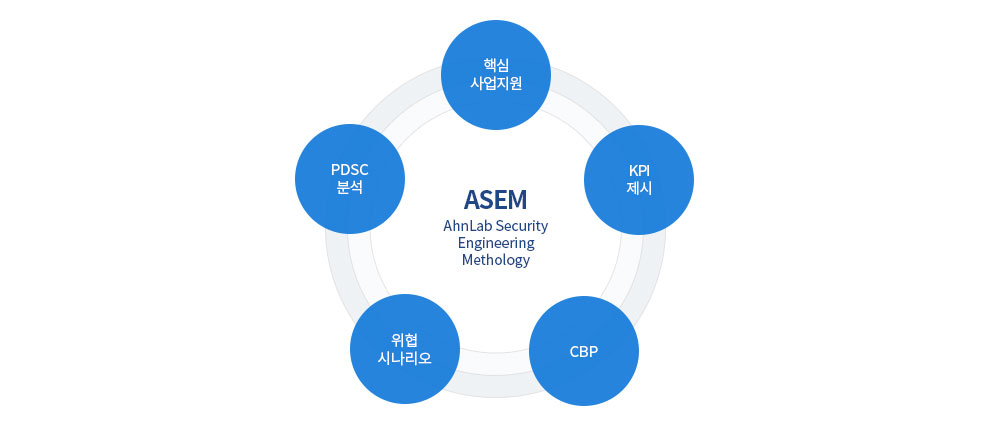 핵심
사업지원
PDSC
분석
KPI
제시
ASEM
AhnLab Security
Engineering
Methology
위협
시나리오
CBP